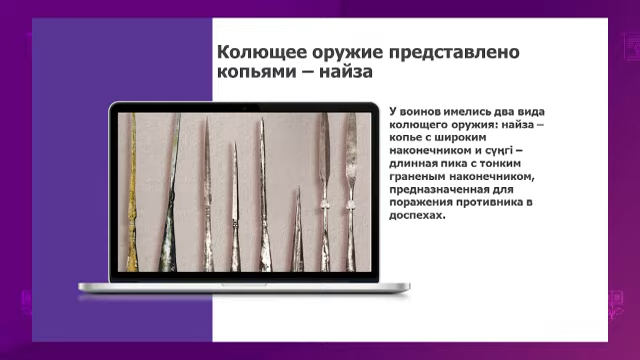 Колющее оружие представлено
копьями – найза
У воинов имелись два вида
колющего оружия: найза –
копье с широким
наконечником и сүңгі –
длинная пика с тонким
граненым наконечником,
предназначенная для
поражения противника в
доспехах.